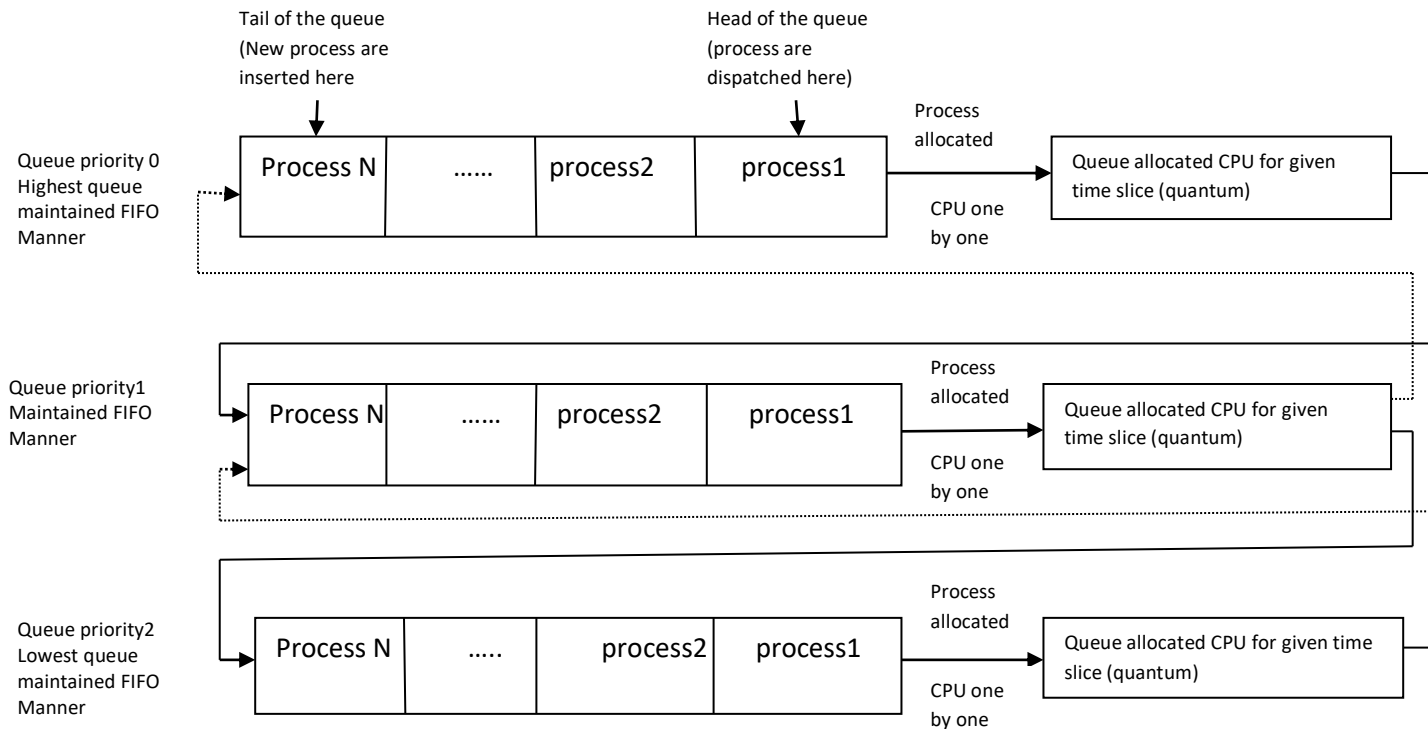 Tail of the queue
(New process are
inserted here
Head of the queue
(process are
dispatched here)
Queue priority 0
Highest queue
maintained FIFO
Manner
Process N
......
process2
process1
Process
allocated
CPU one
by one
Queue allocated CPU for given
time slice (quantum)
Queue priority1
Maintained FIFO
Manner
Process N
......
process2
process1
Process
allocated
CPU one
by one
Queue allocated CPU for given
time slice (quantum)
Queue priority2
Lowest queue
maintained FIFO
Manner
Process N
.....
process2
process1
Process
allocated
CPU one
by one
Queue allocated CPU for given time
slice (quantum)